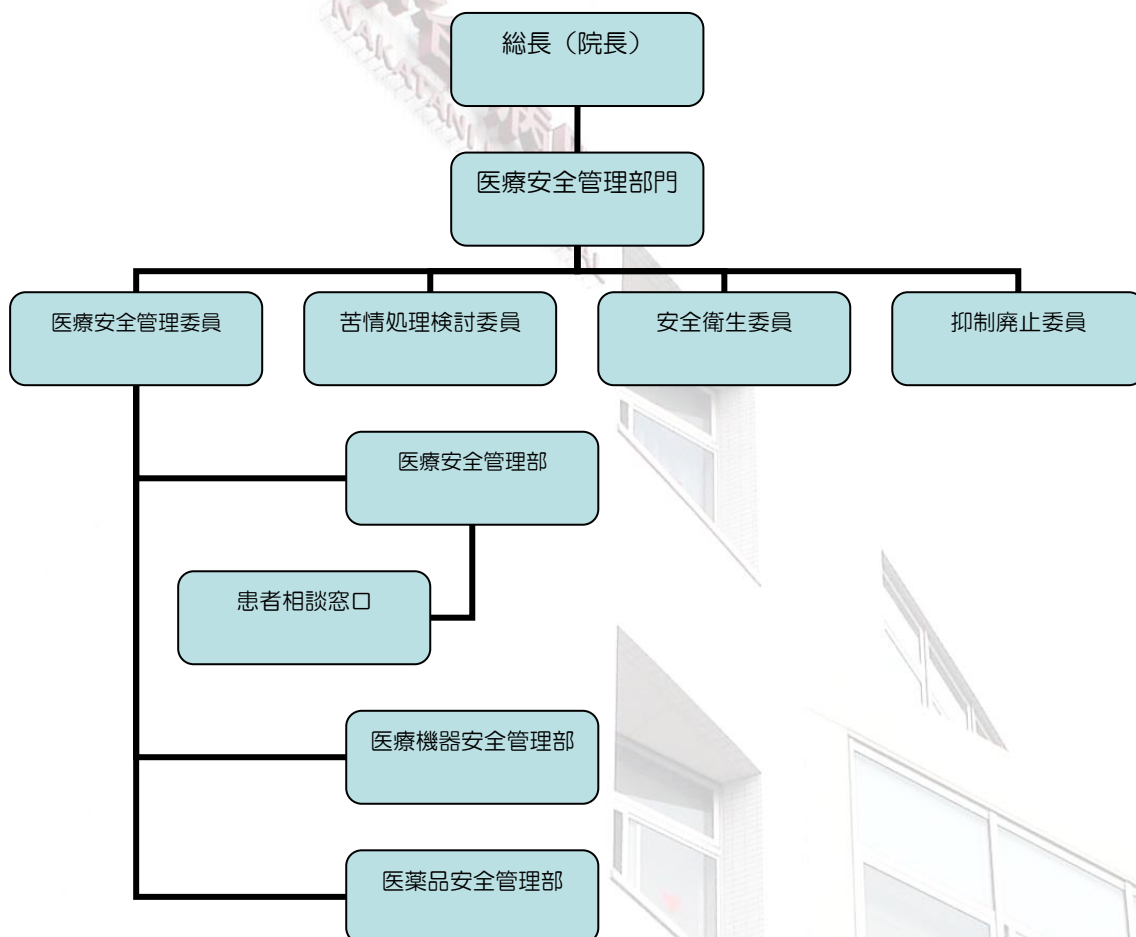 総長（院長）
医療安全管理部門
医療安全管理委員
苦情処理検討委員
安全衛生委員
抑制廃止委員
医療安全管理部
患者相談窓口
医療機器安全管理部
医薬品安全管理部
NAKATANI